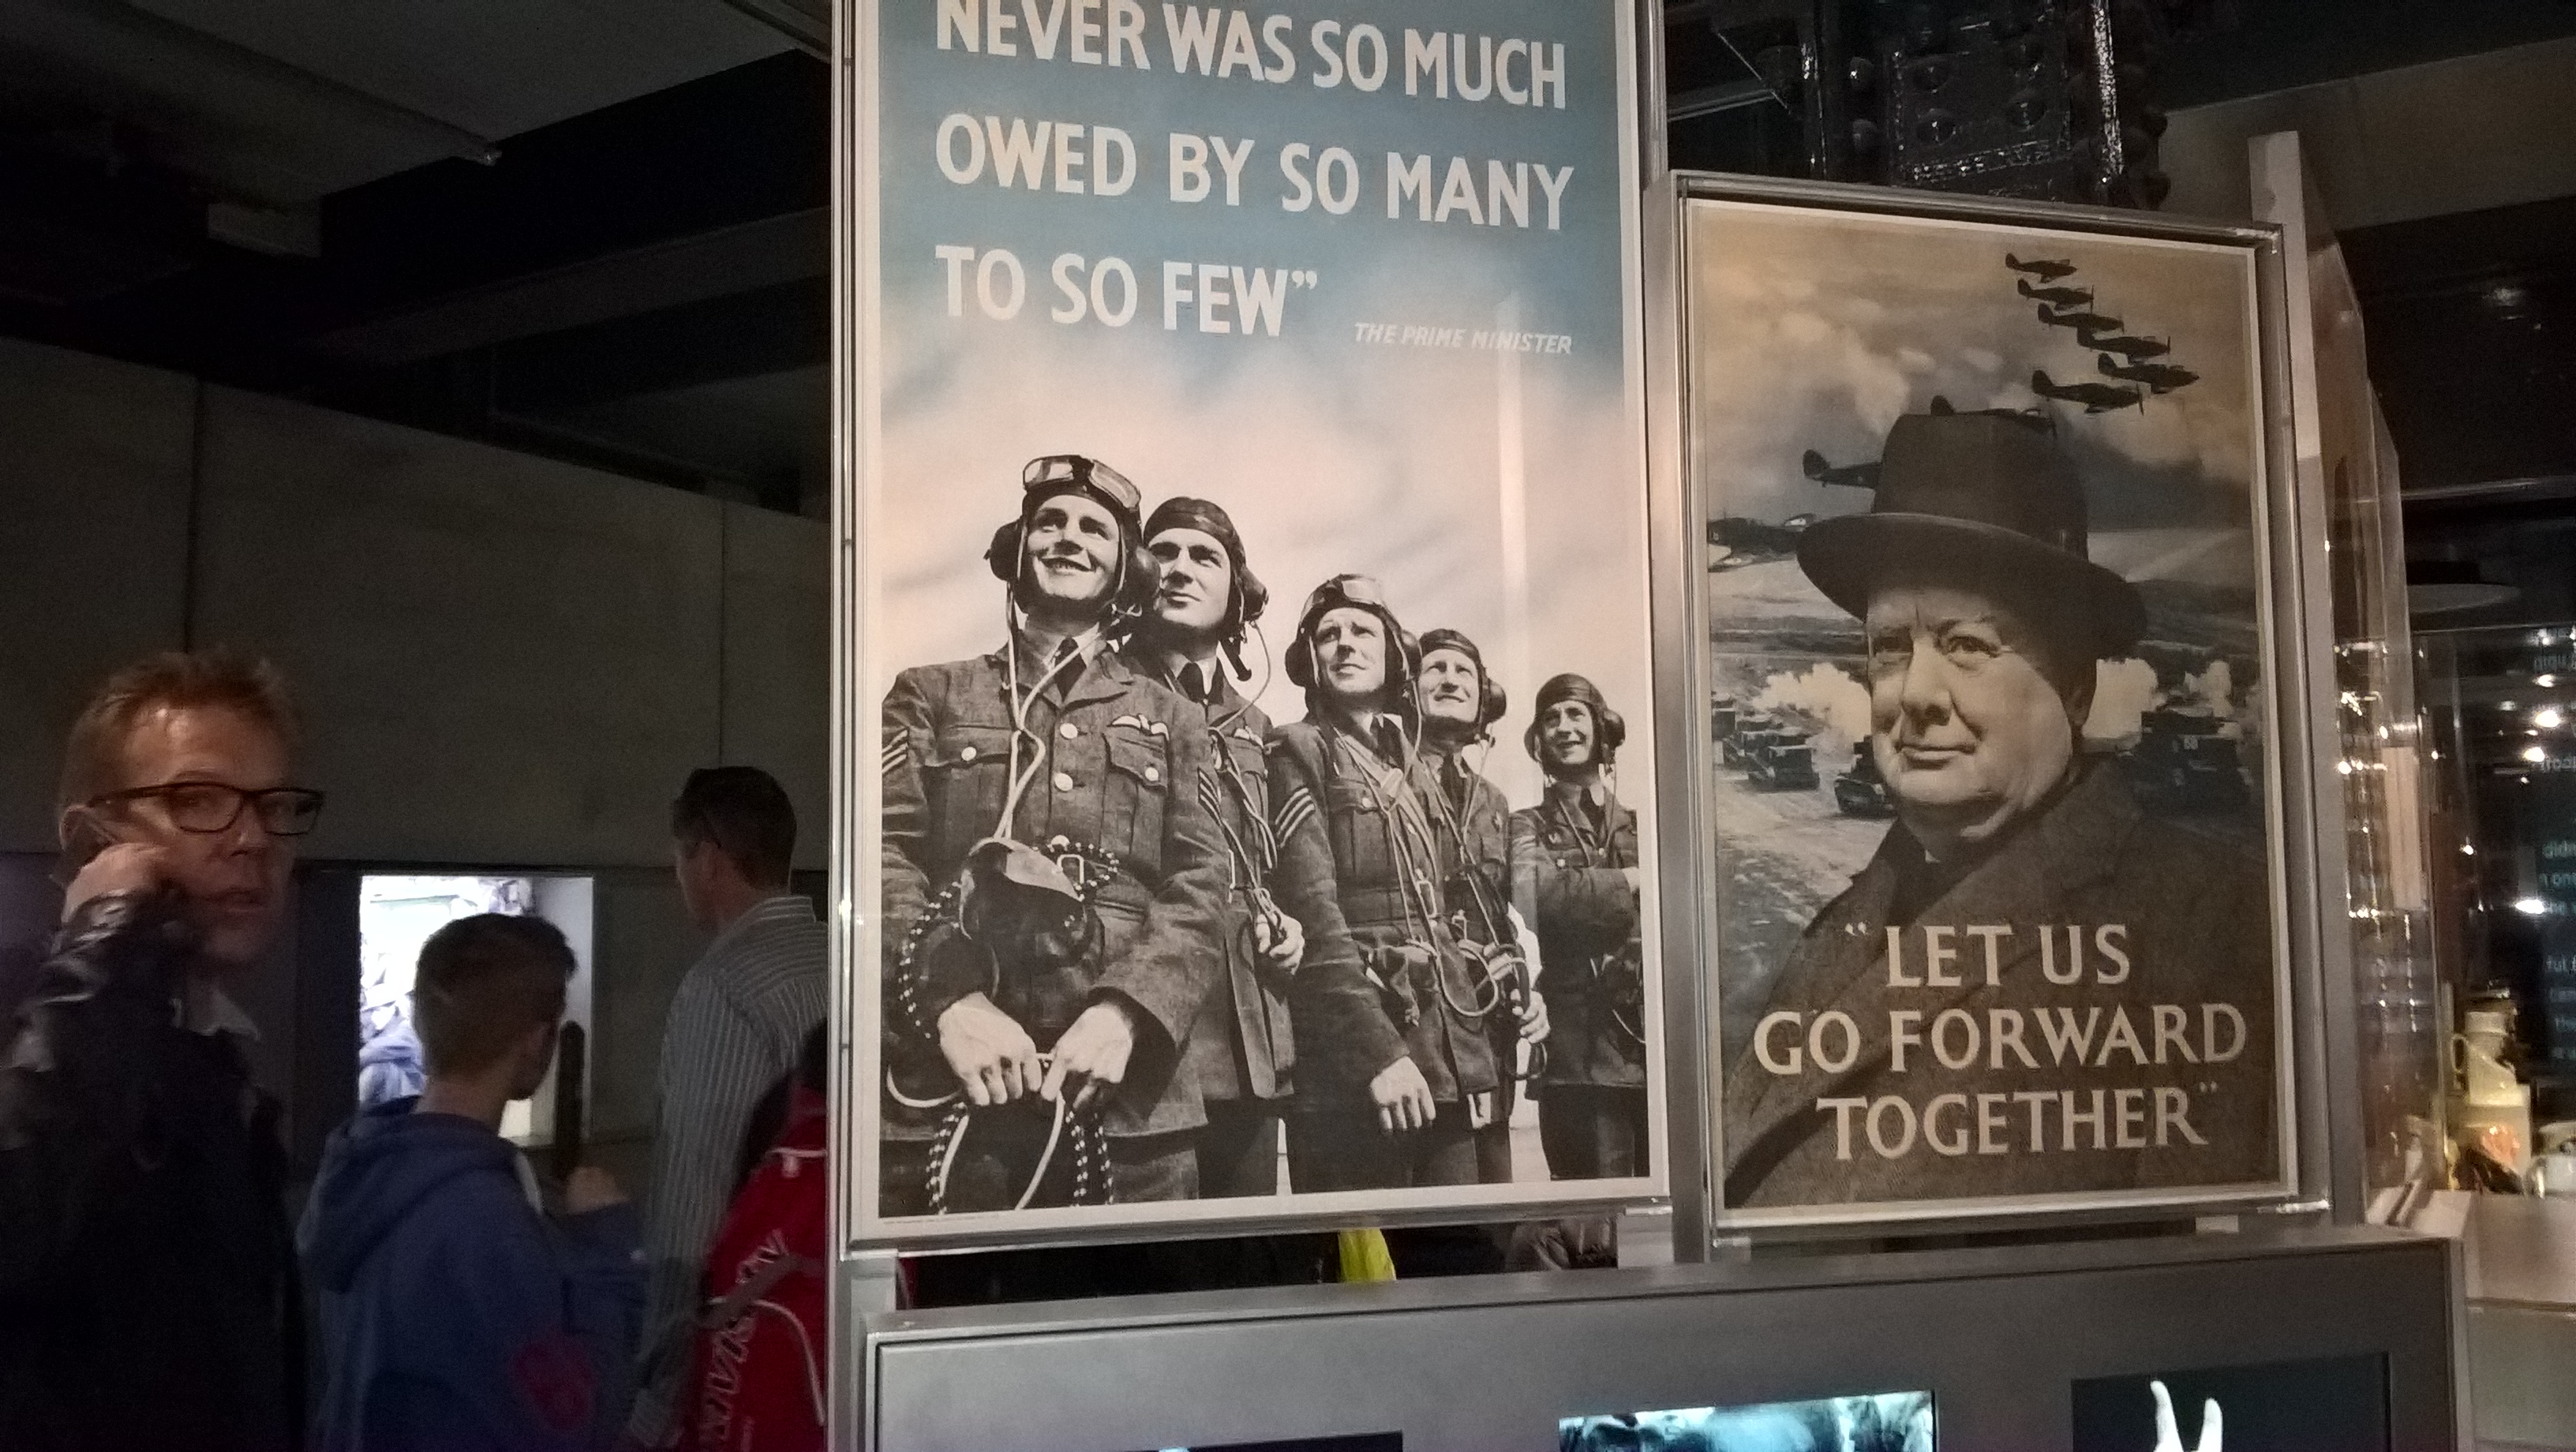 NEVER WAS SO MUCH
OWED BY SO MANY
TO SO FEW”
THE PRIME MINISTER
“LET US
GO FORWARD
TOGETHER”